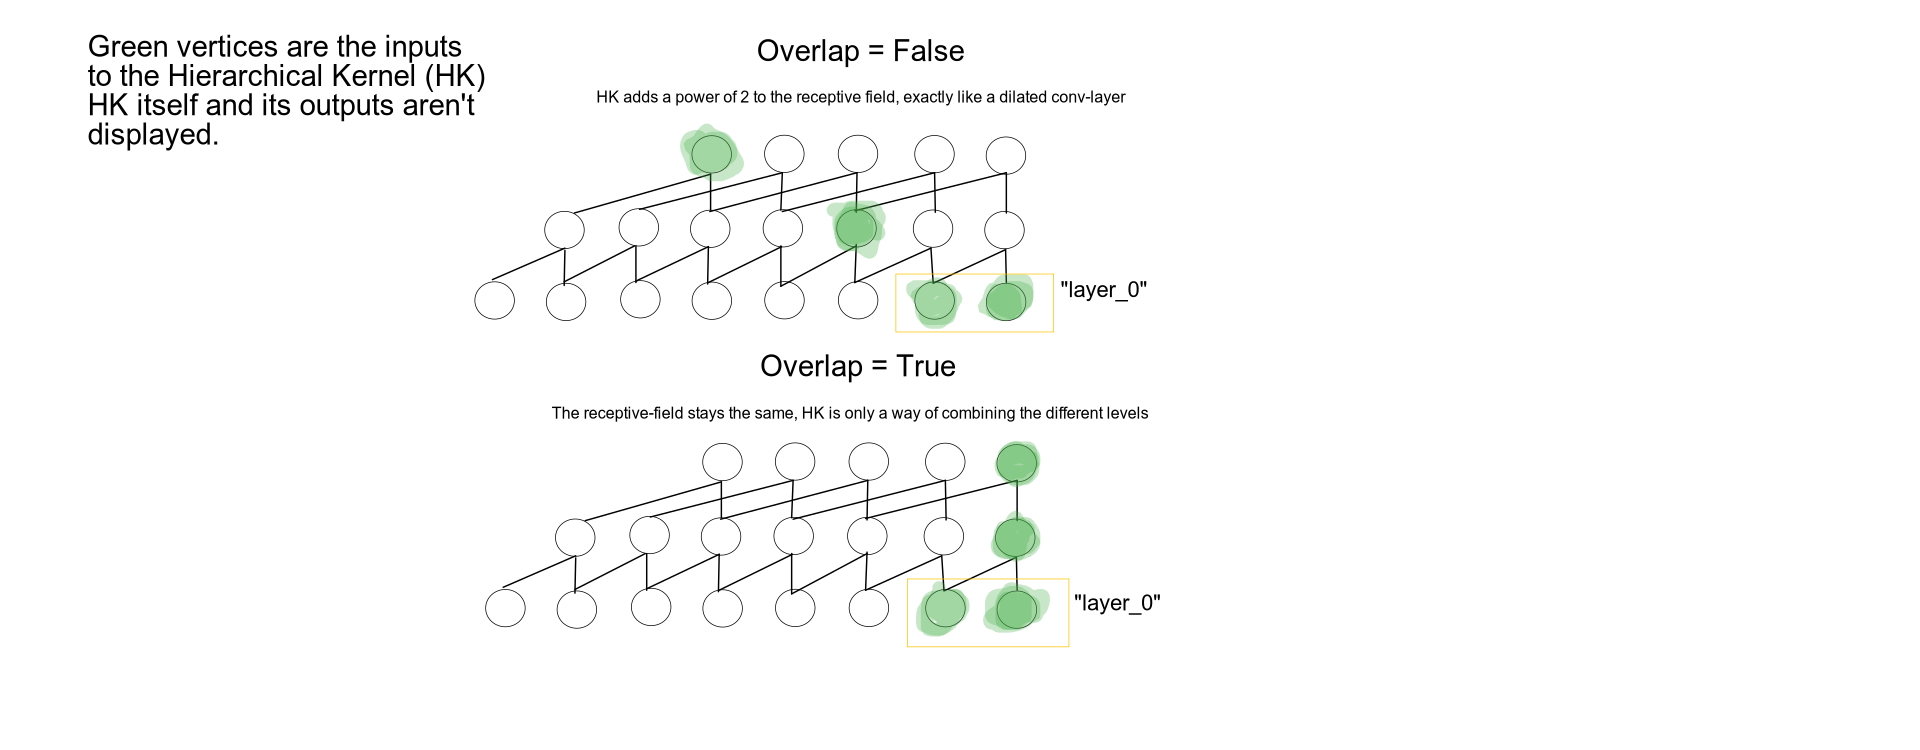 Green vertices are the inputs
to the Hierarchical Kernel (HK)
HK itself and its outputs aren't
displayed.
Overlap = False
HK adds a power of 2 to the receptive field, exactly like a dilated conv-layer
"layer_0"
Overlap = True
The receptive-field stays the same, HK is only a way of combining the different levels
"layer_0"